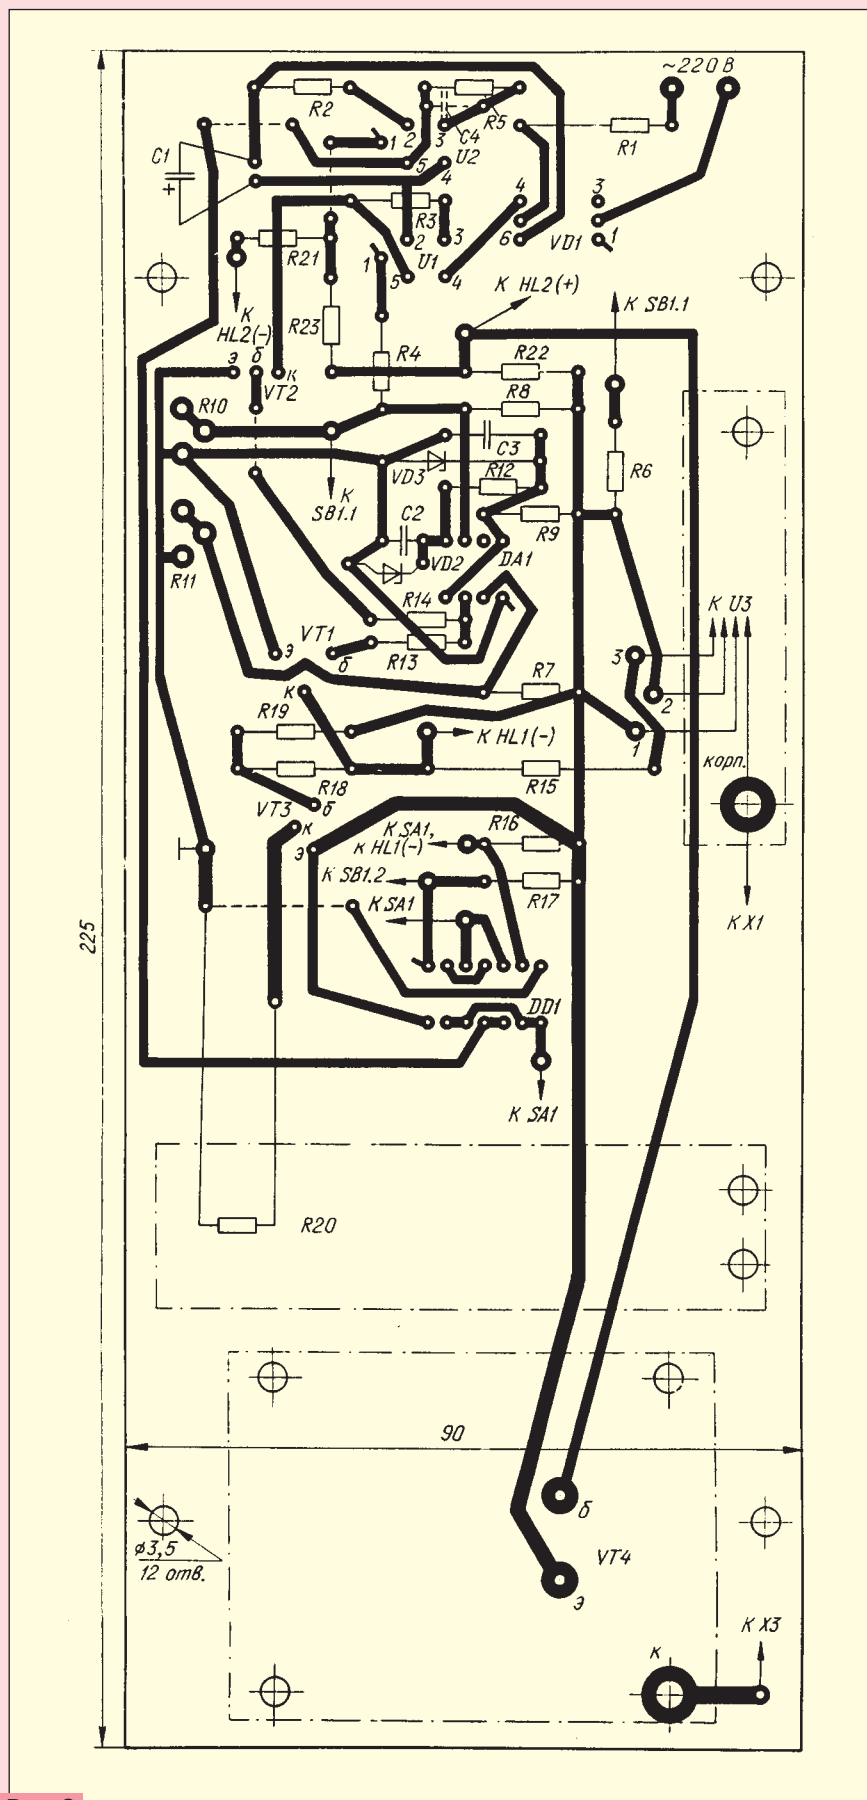 ~220 В
R2
R5
C4
R1
2
3
1
C1
+
5
U2
4
3
4
R3
2
3
U1
6
VD1
1
R21
1
5
4
К
HL2(−)
К HL2(+)
К SB1.1
R23
R4
э
б
к
VT2
R22
R8
R10
C3
VD3
R12
R6
К
SB1.1
C2
R9
VD2
DA1
R11
R14
К U3
VT1
э
б
R13
3
R7
к
2
R19
К HL1(−)
1
корп.
R18
R15
VT3
б
к
э
К SA1,
К HL1(−)
R16
К SB1.2
R17
К SA1
К X1
225
DD1
К SA1
R20
90
б
⌀3,5
12 отв.
VT4
э
К X3
к